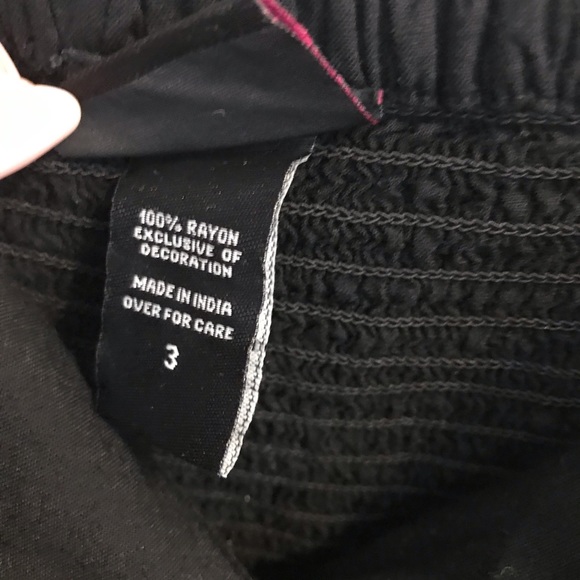 100% RAYON
EXCLUSIVE OF
DECORATION
MADE IN INDIA
OVER FOR CARE
3